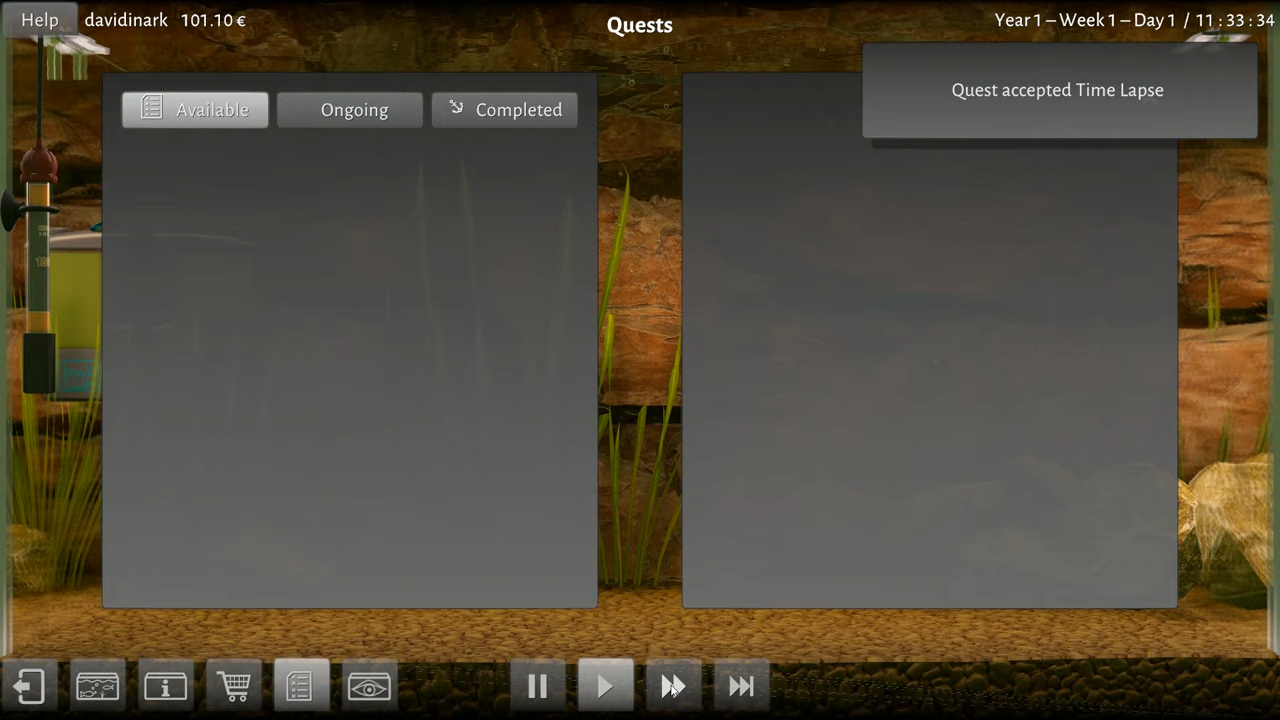 Help davidinark 101.10 €
Quests
Year 1 – Week 1 – Day 1 / 11 : 33 : 34
Quest accepted Time Lapse
Available Ongoing Completed